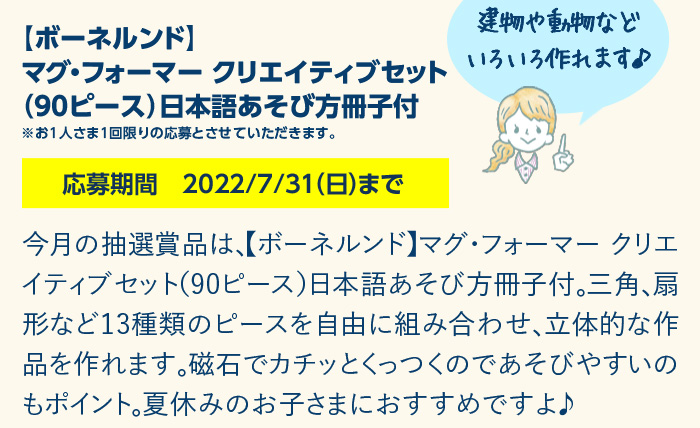 【ボーネルンド】
マグ・フォーマー クリエイティブセット
（90ピース）日本語あそび方冊子付
※お1人さま1回限りの応募とさせていただきます。
建物や動物など
いろいろ作れます♪
応募期間　2022/7/31(日)まで
今月の抽選賞品は、【ボーネルンド】マグ・フォーマー クリエ
イティブセット(90ピース)日本語あそび方冊子付。三角、扇
形など13種類のピースを自由に組み合わせ、立体的な作
品を作れます。磁石でカチッとくっつくのであそびやすいの
もポイント。夏休みのお子さまにおすすめですよ♪